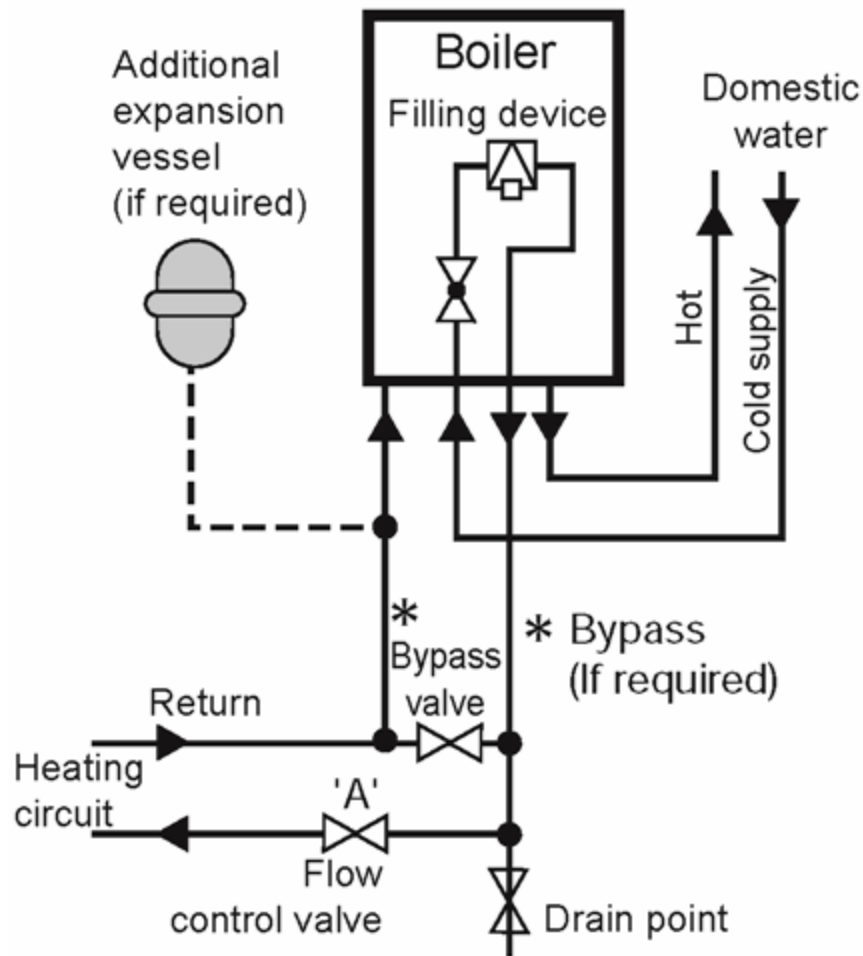 Additional
expansion
vessel
(if required)
Boiler
Filling device
Domestic
water
Hot
Cold supply
*
Bypass
valve
* Bypass
(If required)
Return
Heating
circuit
'A'
Flow
control valve
Drain point